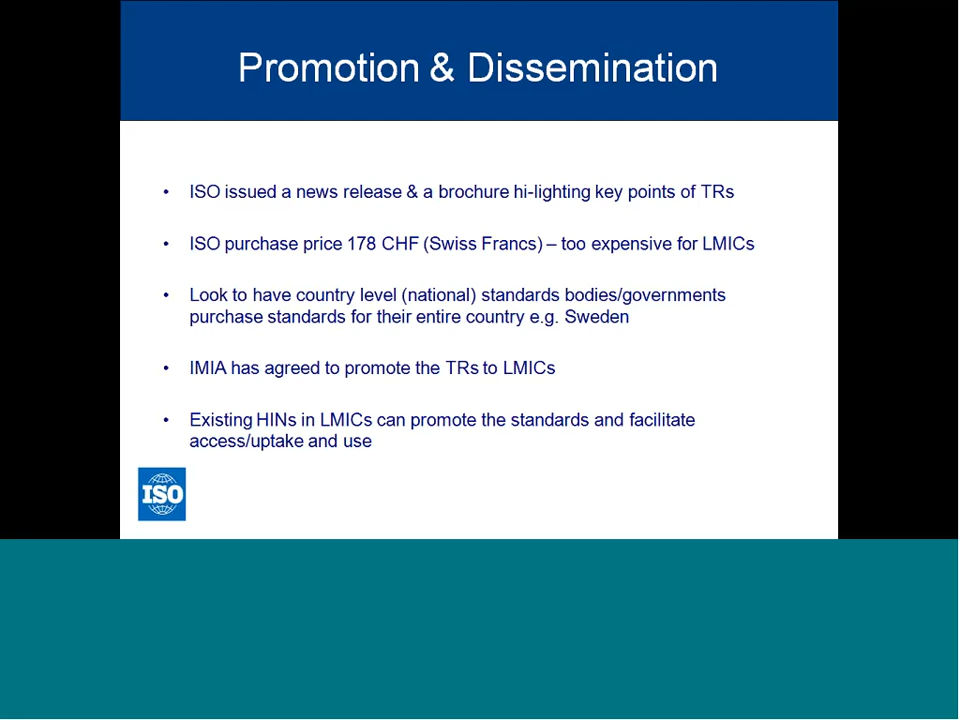 Promotion & Dissemination
• ISO issued a news release & a brochure hi-lighting key points of TRs
• ISO purchase price 178 CHF (Swiss Francs) – too expensive for LMICs
• Look to have country level (national) standards bodies/governments
purchase standards for their entire country e.g. Sweden
• IMIA has agreed to promote the TRs to LMICs
• Existing HINs in LMICs can promote the standards and facilitate
access/uptake and use
ISO